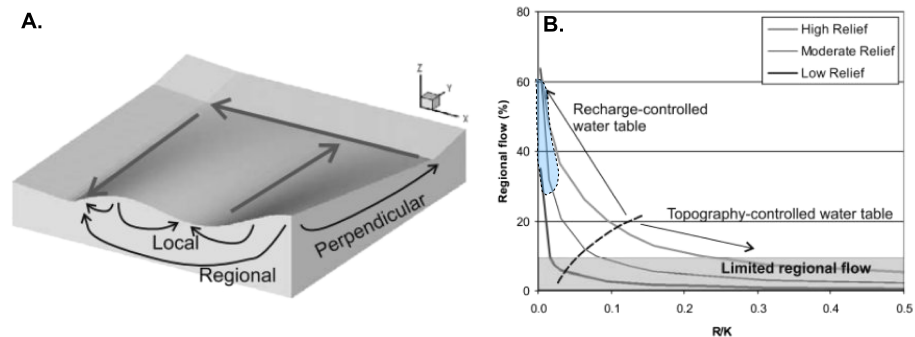 A.
Z
Y
X
Local
Regional
Perpendicular
B.
80
60
40
20
0
Regional flow (%)
High Relief
Moderate Relief
Low Relief
Recharge-controlled
water table
Topography-controlled water table
Limited regional flow
0.0
0.1
0.2
0.3
0.4
0.5
R/K